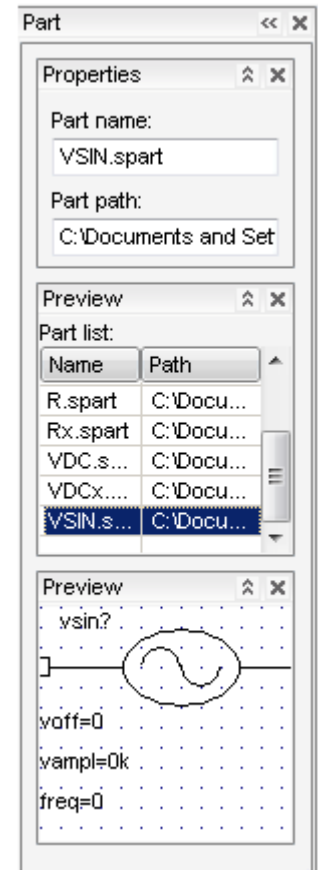 Part
Properties
Part name:
VSIN.spart
Part path:
C:\Documents and Set
Preview
Part list:
Name Path
R.spart C:\Docu...
Rx.spart C:\Docu...
VDC.s... C:\Docu...
VDCx.... C:\Docu...
VSIN.s... C:\Docu...
Preview
vsin?
voff=0
vampl=0k
freq=0